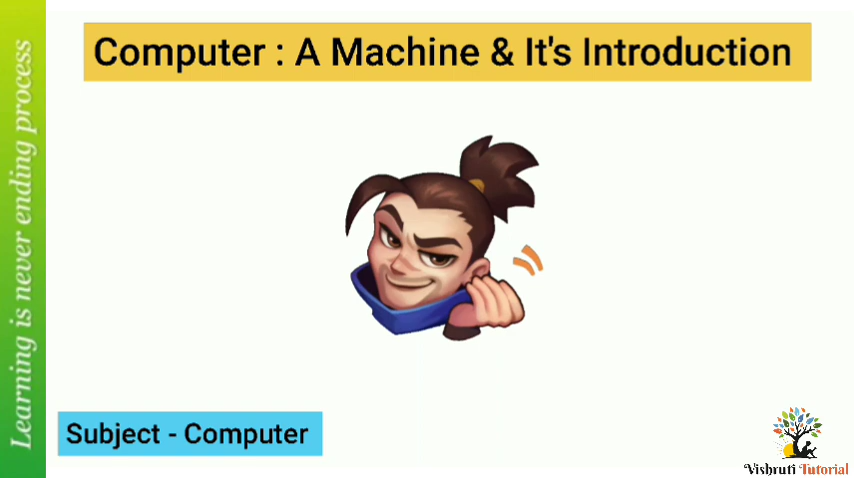 Computer : A Machine & It's Introduction
Learning is never ending process
Subject - Computer
Vishruti Tutorial